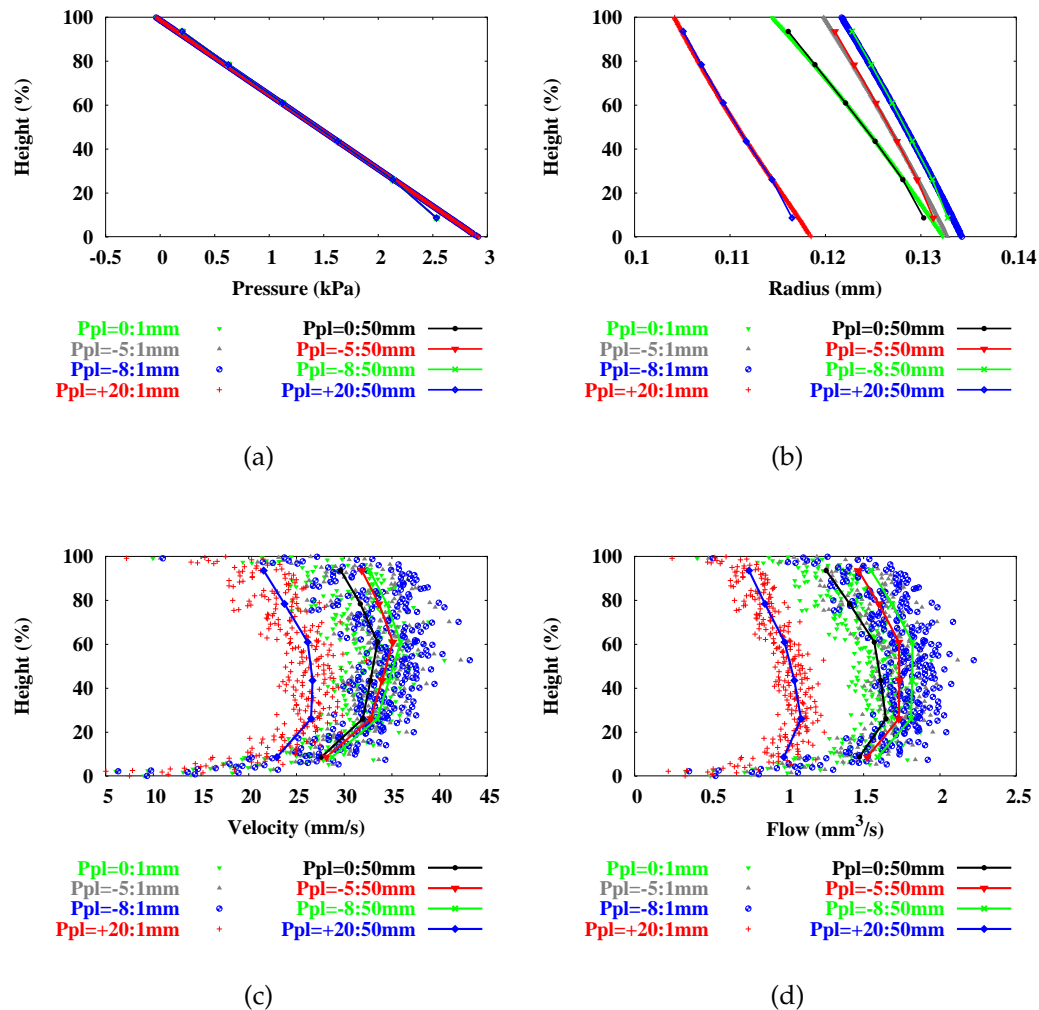 100
80
60
40
20
0
Height (%)
-0.5 0 0.5 1 1.5 2 2.5 3
Pressure (kPa)
Ppl=0:1mm Ppl=0:50mm
Ppl=-5:1mm Ppl=-5:50mm
Ppl=-8:1mm Ppl=-8:50mm
Ppl=+20:1mm Ppl=+20:50mm
(a)
100
80
60
40
20
0
Height (%)
0.1 0.11 0.12 0.13 0.14
Radius (mm)
Ppl=0:1mm Ppl=0:50mm
Ppl=-5:1mm Ppl=-5:50mm
Ppl=-8:1mm Ppl=-8:50mm
Ppl=+20:1mm Ppl=+20:50mm
(b)
100
80
60
40
20
0
Height (%)
5 10 15 20 25 30 35 40 45
Velocity (mm/s)
Ppl=0:1mm Ppl=0:50mm
Ppl=-5:1mm Ppl=-5:50mm
Ppl=-8:1mm Ppl=-8:50mm
Ppl=+20:1mm Ppl=+20:50mm
(c)
100
80
60
40
20
0
Height (%)
0 0.5 1 1.5 2 2.5
Flow (mm³/s)
Ppl=0:1mm Ppl=0:50mm
Ppl=-5:1mm Ppl=-5:50mm
Ppl=-8:1mm Ppl=-8:50mm
Ppl=+20:1mm Ppl=+20:50mm
(d)